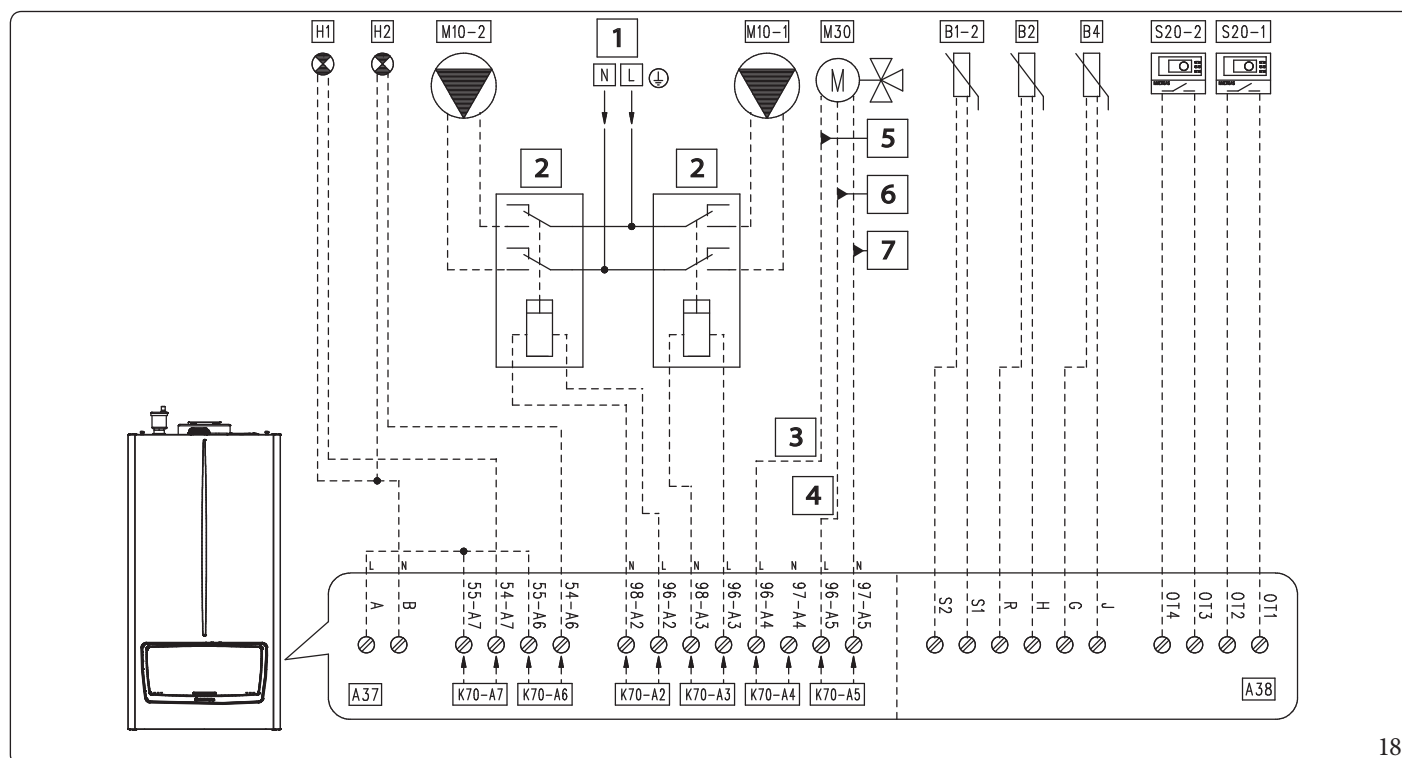 H1 H2 M10-2 1 M10-1 M30 B1-2 B2 B4 S20-2 S20-1
N L
M
5
2 2
6
7
3
4
L N N L N L L N L N
A B 55-A7 54-A7 55-A6 54-A6 98-A2 96-A2 98-A3 96-A3 96-A4 97-A4 96-A5 97-A5 S2 S1 R H G J OT4 OT3 OT2 OT1
A37 K70-A7 K70-A6 K70-A2 K70-A3 K70-A4 K70-A5 A38
18